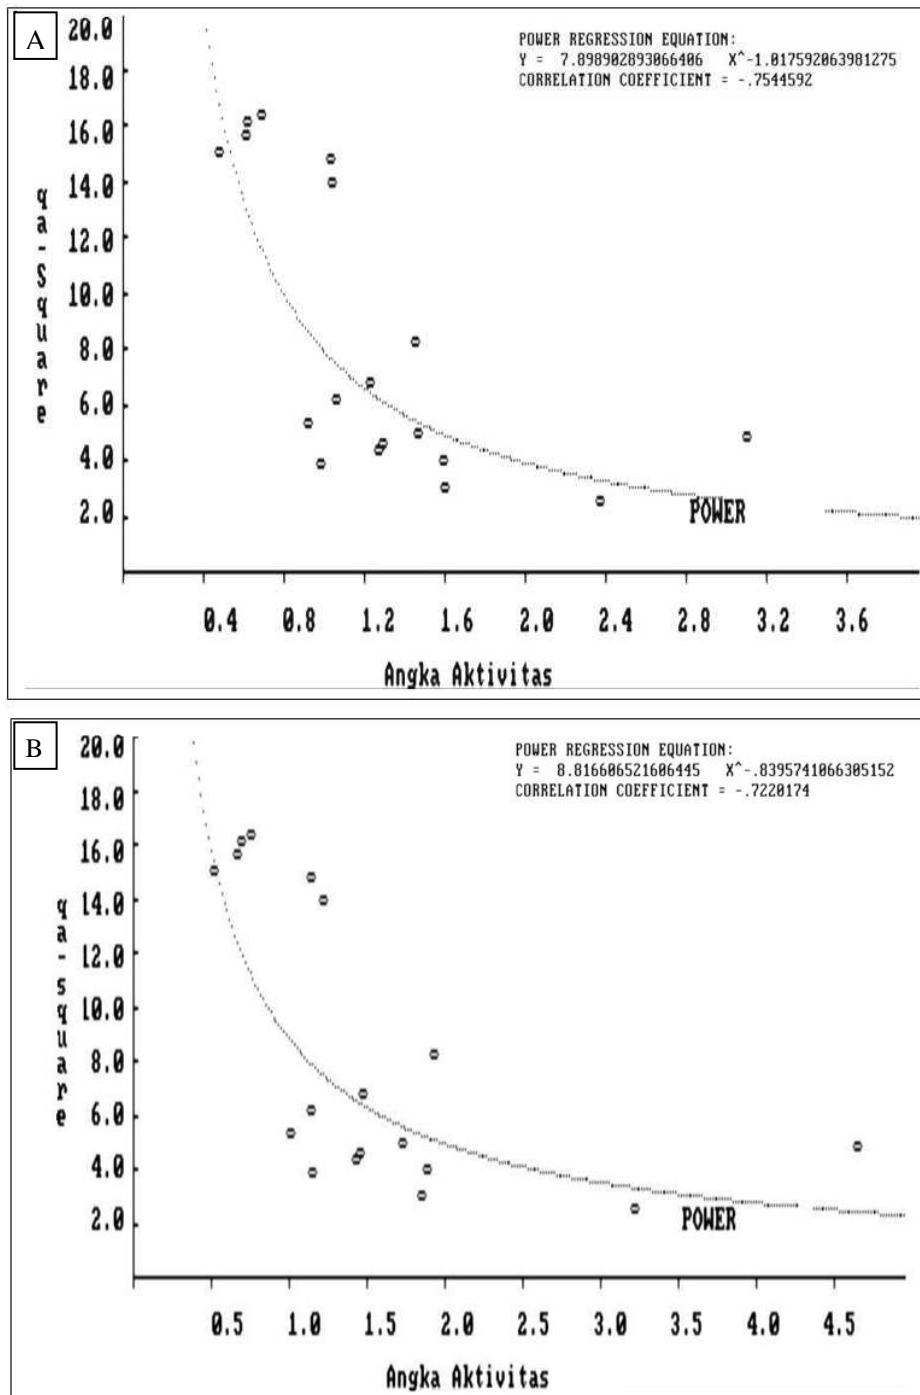 A
POWER REGRESSION EQUATION:
Y = 7.898902893066406 X^-1.017592063981275
CORRELATION COEFFICIENT = -.7544592
20.0
18.0
16.0
14.0
12.0
10.0
8.0
6.0
4.0
2.0
qa-Square
POWER
0.4 0.8 1.2 1.6 2.0 2.4 2.8 3.2 3.6
Angka Aktivitas
B
POWER REGRESSION EQUATION:
Y = 8.816606521606445 X^-.8395741066305152
CORRELATION COEFFICIENT = -.7220174
20.0
18.0
16.0
14.0
12.0
10.0
8.0
6.0
4.0
2.0
qa-square
POWER
0.5 1.0 1.5 2.0 2.5 3.0 3.5 4.0 4.5
Angka Aktivitas